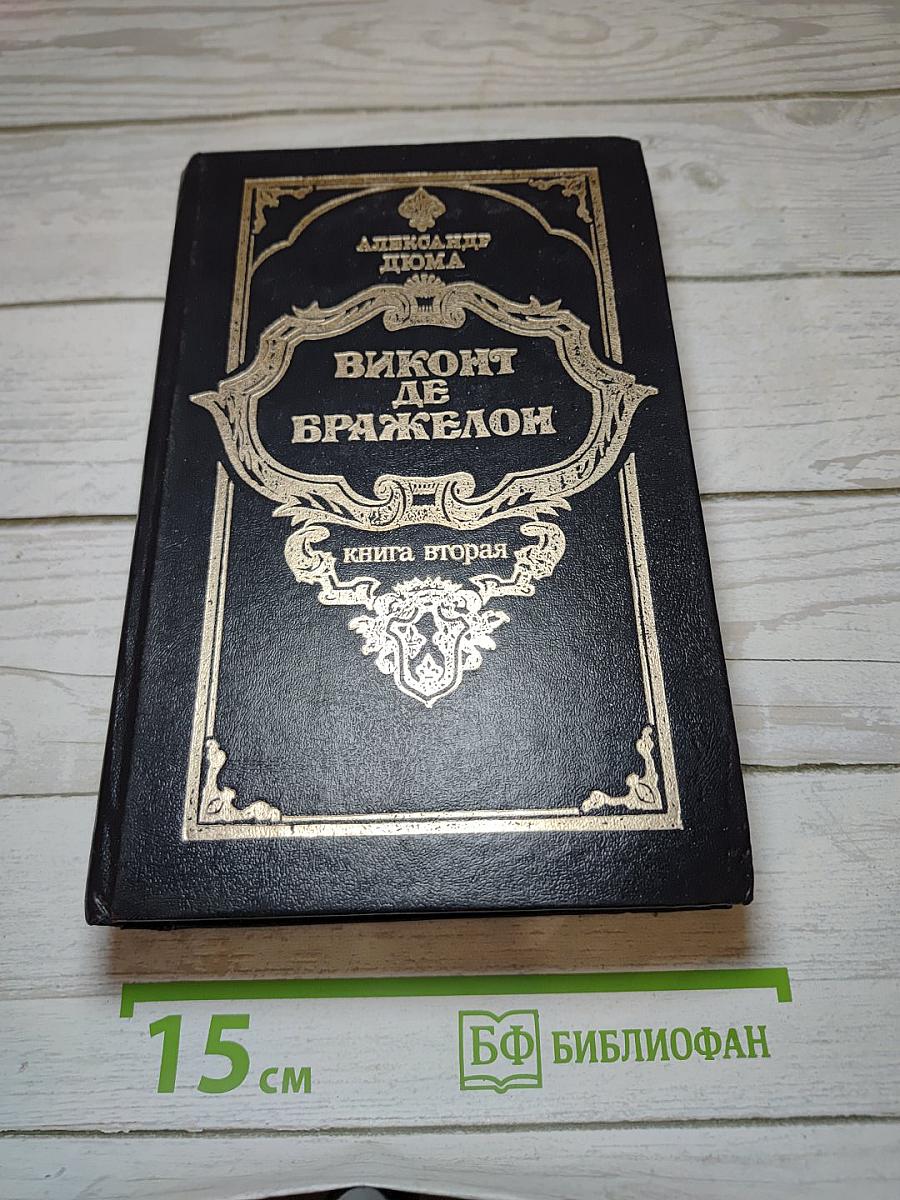 АЛЕКСАНДР
ДЮМА
ВИКОНТ
ДЕ
БРАЖЕЛОН
книга вторая
15 см
БФ БИБЛИОФАН